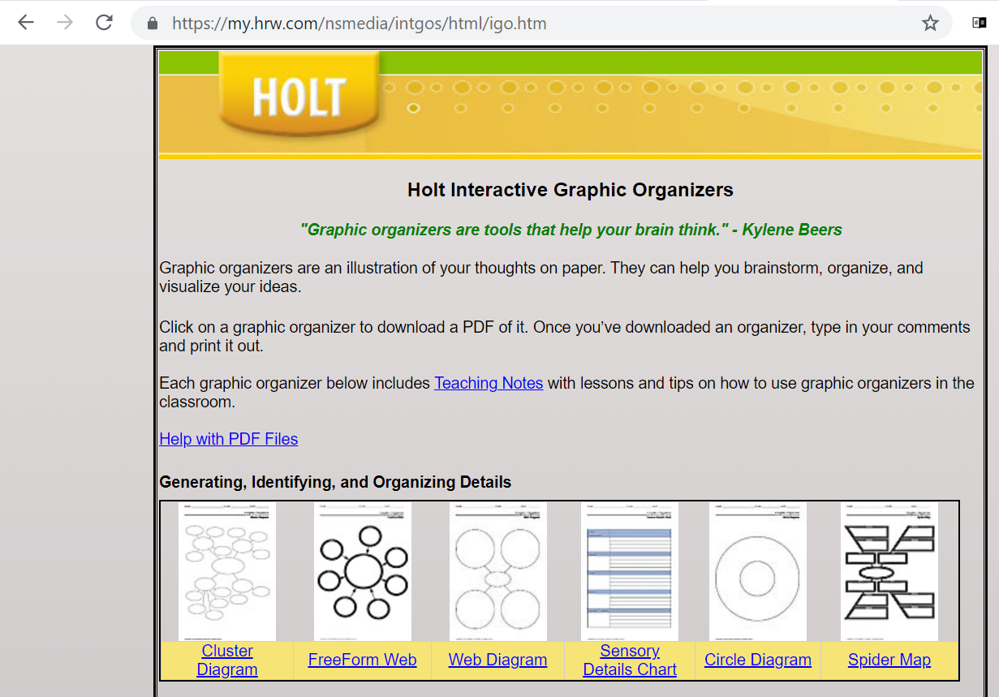 https://my.hrw.com/nsmedia/intgos/html/igo.htm
HOLT
Holt Interactive Graphic Organizers
"Graphic organizers are tools that help your brain think." - Kylene Beers
Graphic organizers are an illustration of your thoughts on paper. They can help you brainstorm, organize, and
visualize your ideas.
Click on a graphic organizer to download a PDF of it. Once you’ve downloaded an organizer, type in your comments
and print it out.
Each graphic organizer below includes Teaching Notes with lessons and tips on how to use graphic organizers in the
classroom.
Help with PDF Files
Generating, Identifying, and Organizing Details
Cluster
Diagram
FreeForm Web
Web Diagram
Sensory
Details Chart
Circle Diagram
Spider Map